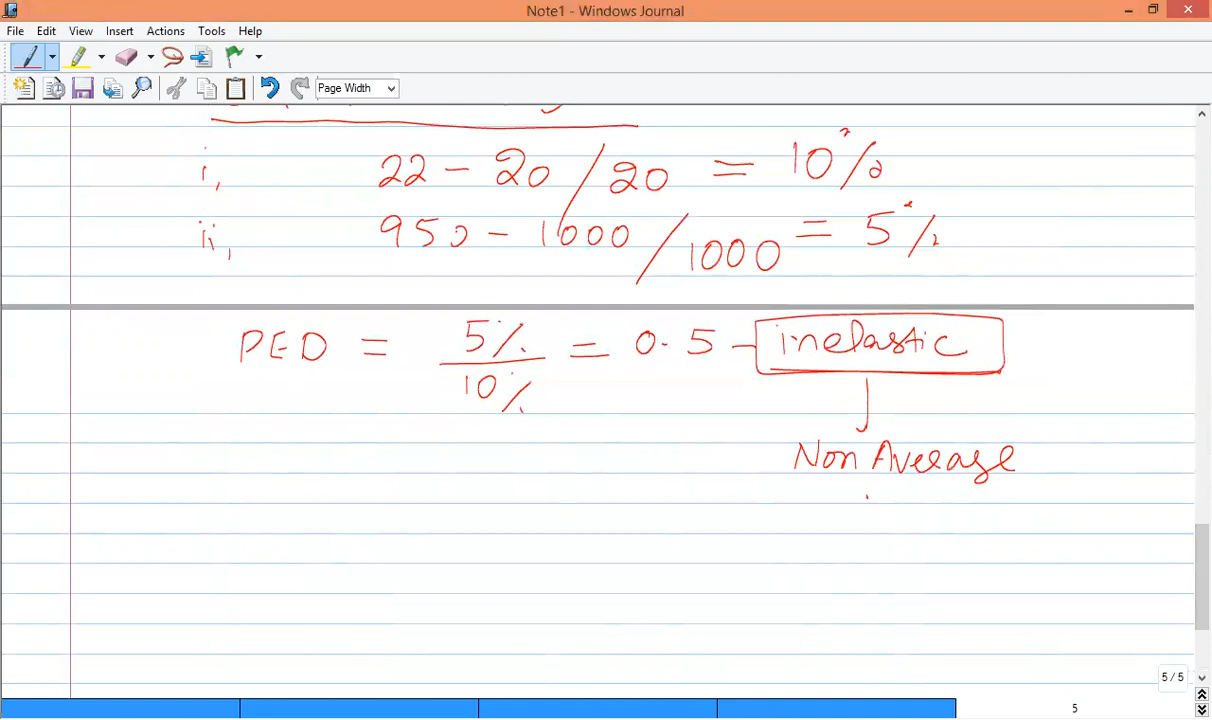 Note1 - Windows Journal
File Edit View Insert Actions Tools Help
Page Width
i, 22 - 20 / 20 = 10%
ii, 950 - 1000 / 1000 = 5%
PED = 5% / 10% = 0.5 - inelastic
Non Average
5 / 5
5